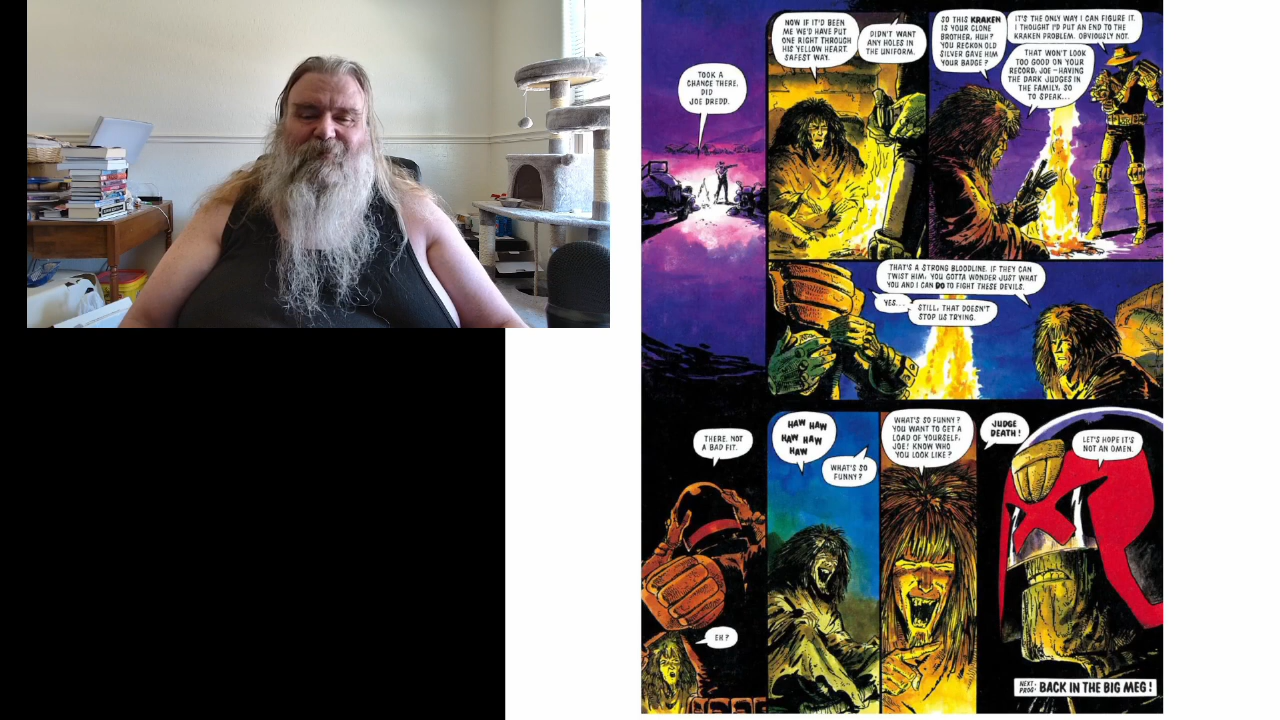 TOOK A
CHANCE THERE,
DID
JOE DREDD.
NOW IF IT'D BEEN
ME WE'D HAVE PUT
ONE RIGHT THROUGH
HIS YELLOW HEART.
SAFEST WAY.
DIDN'T WANT
ANY HOLES IN
THE UNIFORM.
SO THIS KRAKEN
IS YOUR CLONE
BROTHER, HUH?
YOU RECKON OLD
SILVER GAVE HIM
YOUR BADGE?
IT'S THE ONLY WAY I CAN FIGURE IT.
I THOUGHT I'D PUT AN END TO THE
KRAKEN PROBLEM. OBVIOUSLY NOT.
THAT WON'T LOOK
TOO GOOD ON YOUR
RECORD, JOE - HAVING
THE DARK JUDGES IN
THE FAMILY, SO
TO SPEAK...
THAT'S A STRONG BLOODLINE. IF THEY CAN
TWIST HIM, YOU GOTTA WONDER JUST WHAT
YOU AND I CAN DO TO FIGHT THESE DEVILS.
YES...
STILL, THAT DOESN'T
STOP US TRYING.
THERE. NOT
A BAD FIT.
EH?
HAW HAW
HAW HAW
HAW
WHAT'S SO
FUNNY?
WHAT'S SO FUNNY?
YOU WANT TO GET A
LOAD OF YOURSELF,
JOE! KNOW WHO
YOU LOOK LIKE?
JUDGE
DEATH!
LET'S HOPE IT'S
NOT AN OMEN.
NEXT PROG: BACK IN THE BIG MEG!